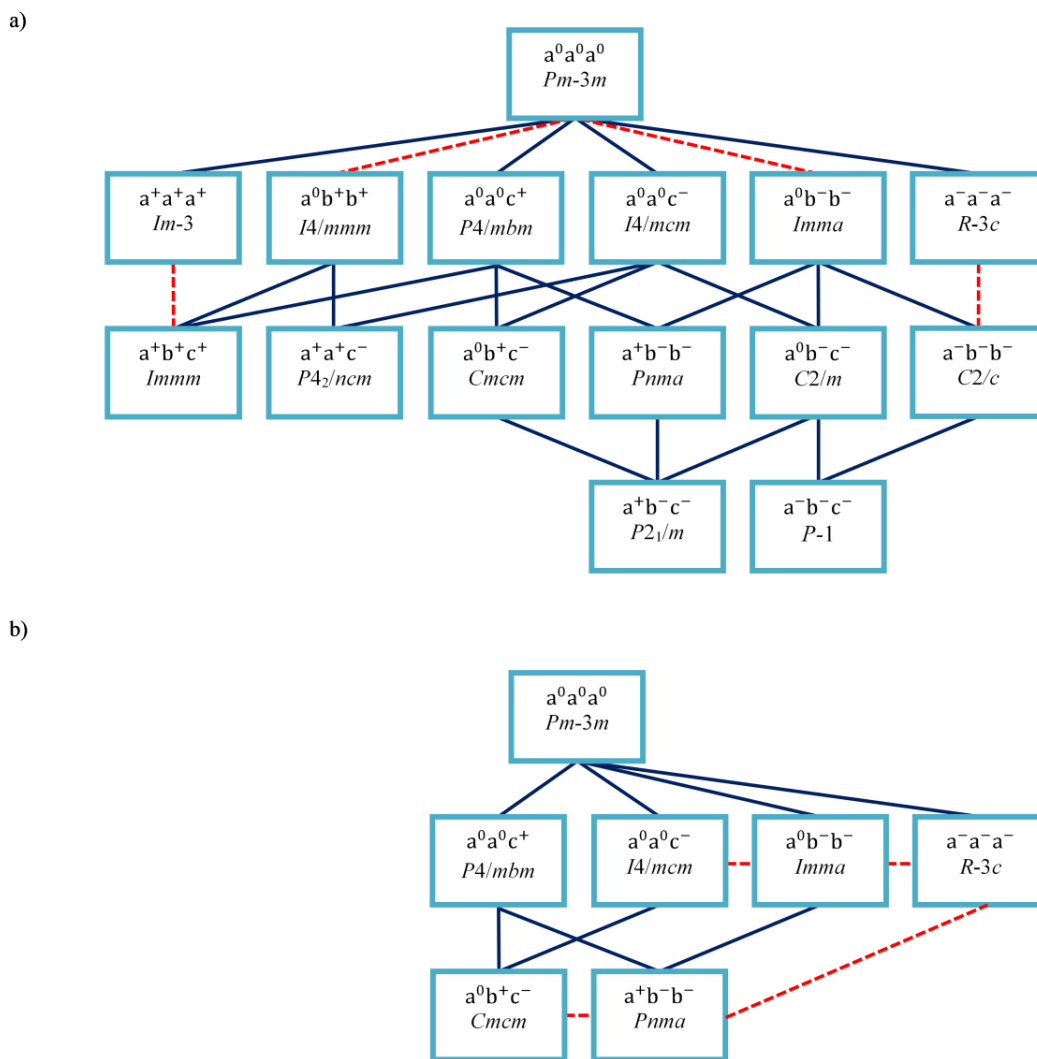 a)
a⁰a⁰a⁰
Pm-3m
a⁺a⁺a⁺
Im-3
a⁰b⁺b⁺
I4/mmm
a⁰a⁰c⁺
P4/mbm
a⁰a⁰c⁻
I4/mcm
a⁰b⁻b⁻
Imma
a⁻a⁻a⁻
R-3c
a⁺b⁺c⁺
Immm
a⁺a⁺c⁻
P4₂/ncm
a⁰b⁺c⁻
Cmcm
a⁺b⁻b⁻
Pnma
a⁰b⁻c⁻
C2/m
a⁻b⁻b⁻
C2/c
a⁺b⁻c⁻
P2₁/m
a⁻b⁻c⁻
P-1
b)
a⁰a⁰a⁰
Pm-3m
a⁰a⁰c⁺
P4/mbm
a⁰a⁰c⁻
I4/mcm
a⁰b⁻b⁻
Imma
a⁻a⁻a⁻
R-3c
a⁰b⁺c⁻
Cmcm
a⁺b⁻b⁻
Pnma